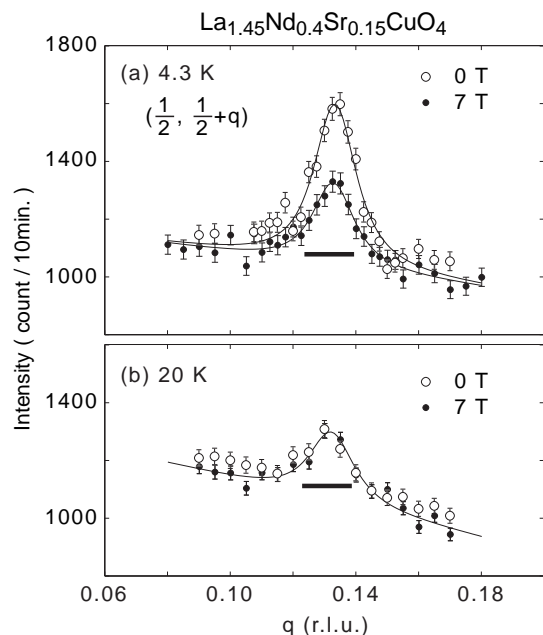 La1.45Nd0.4Sr0.15CuO4
1800
(a) 4.3 K
0 T
(1/2, 1/2+q)
7 T
1400
1000
Intensity ( count / 10min. )
(b) 20 K
0 T
7 T
1400
1000
0.06 0.10 0.14 0.18
q (r.l.u.)